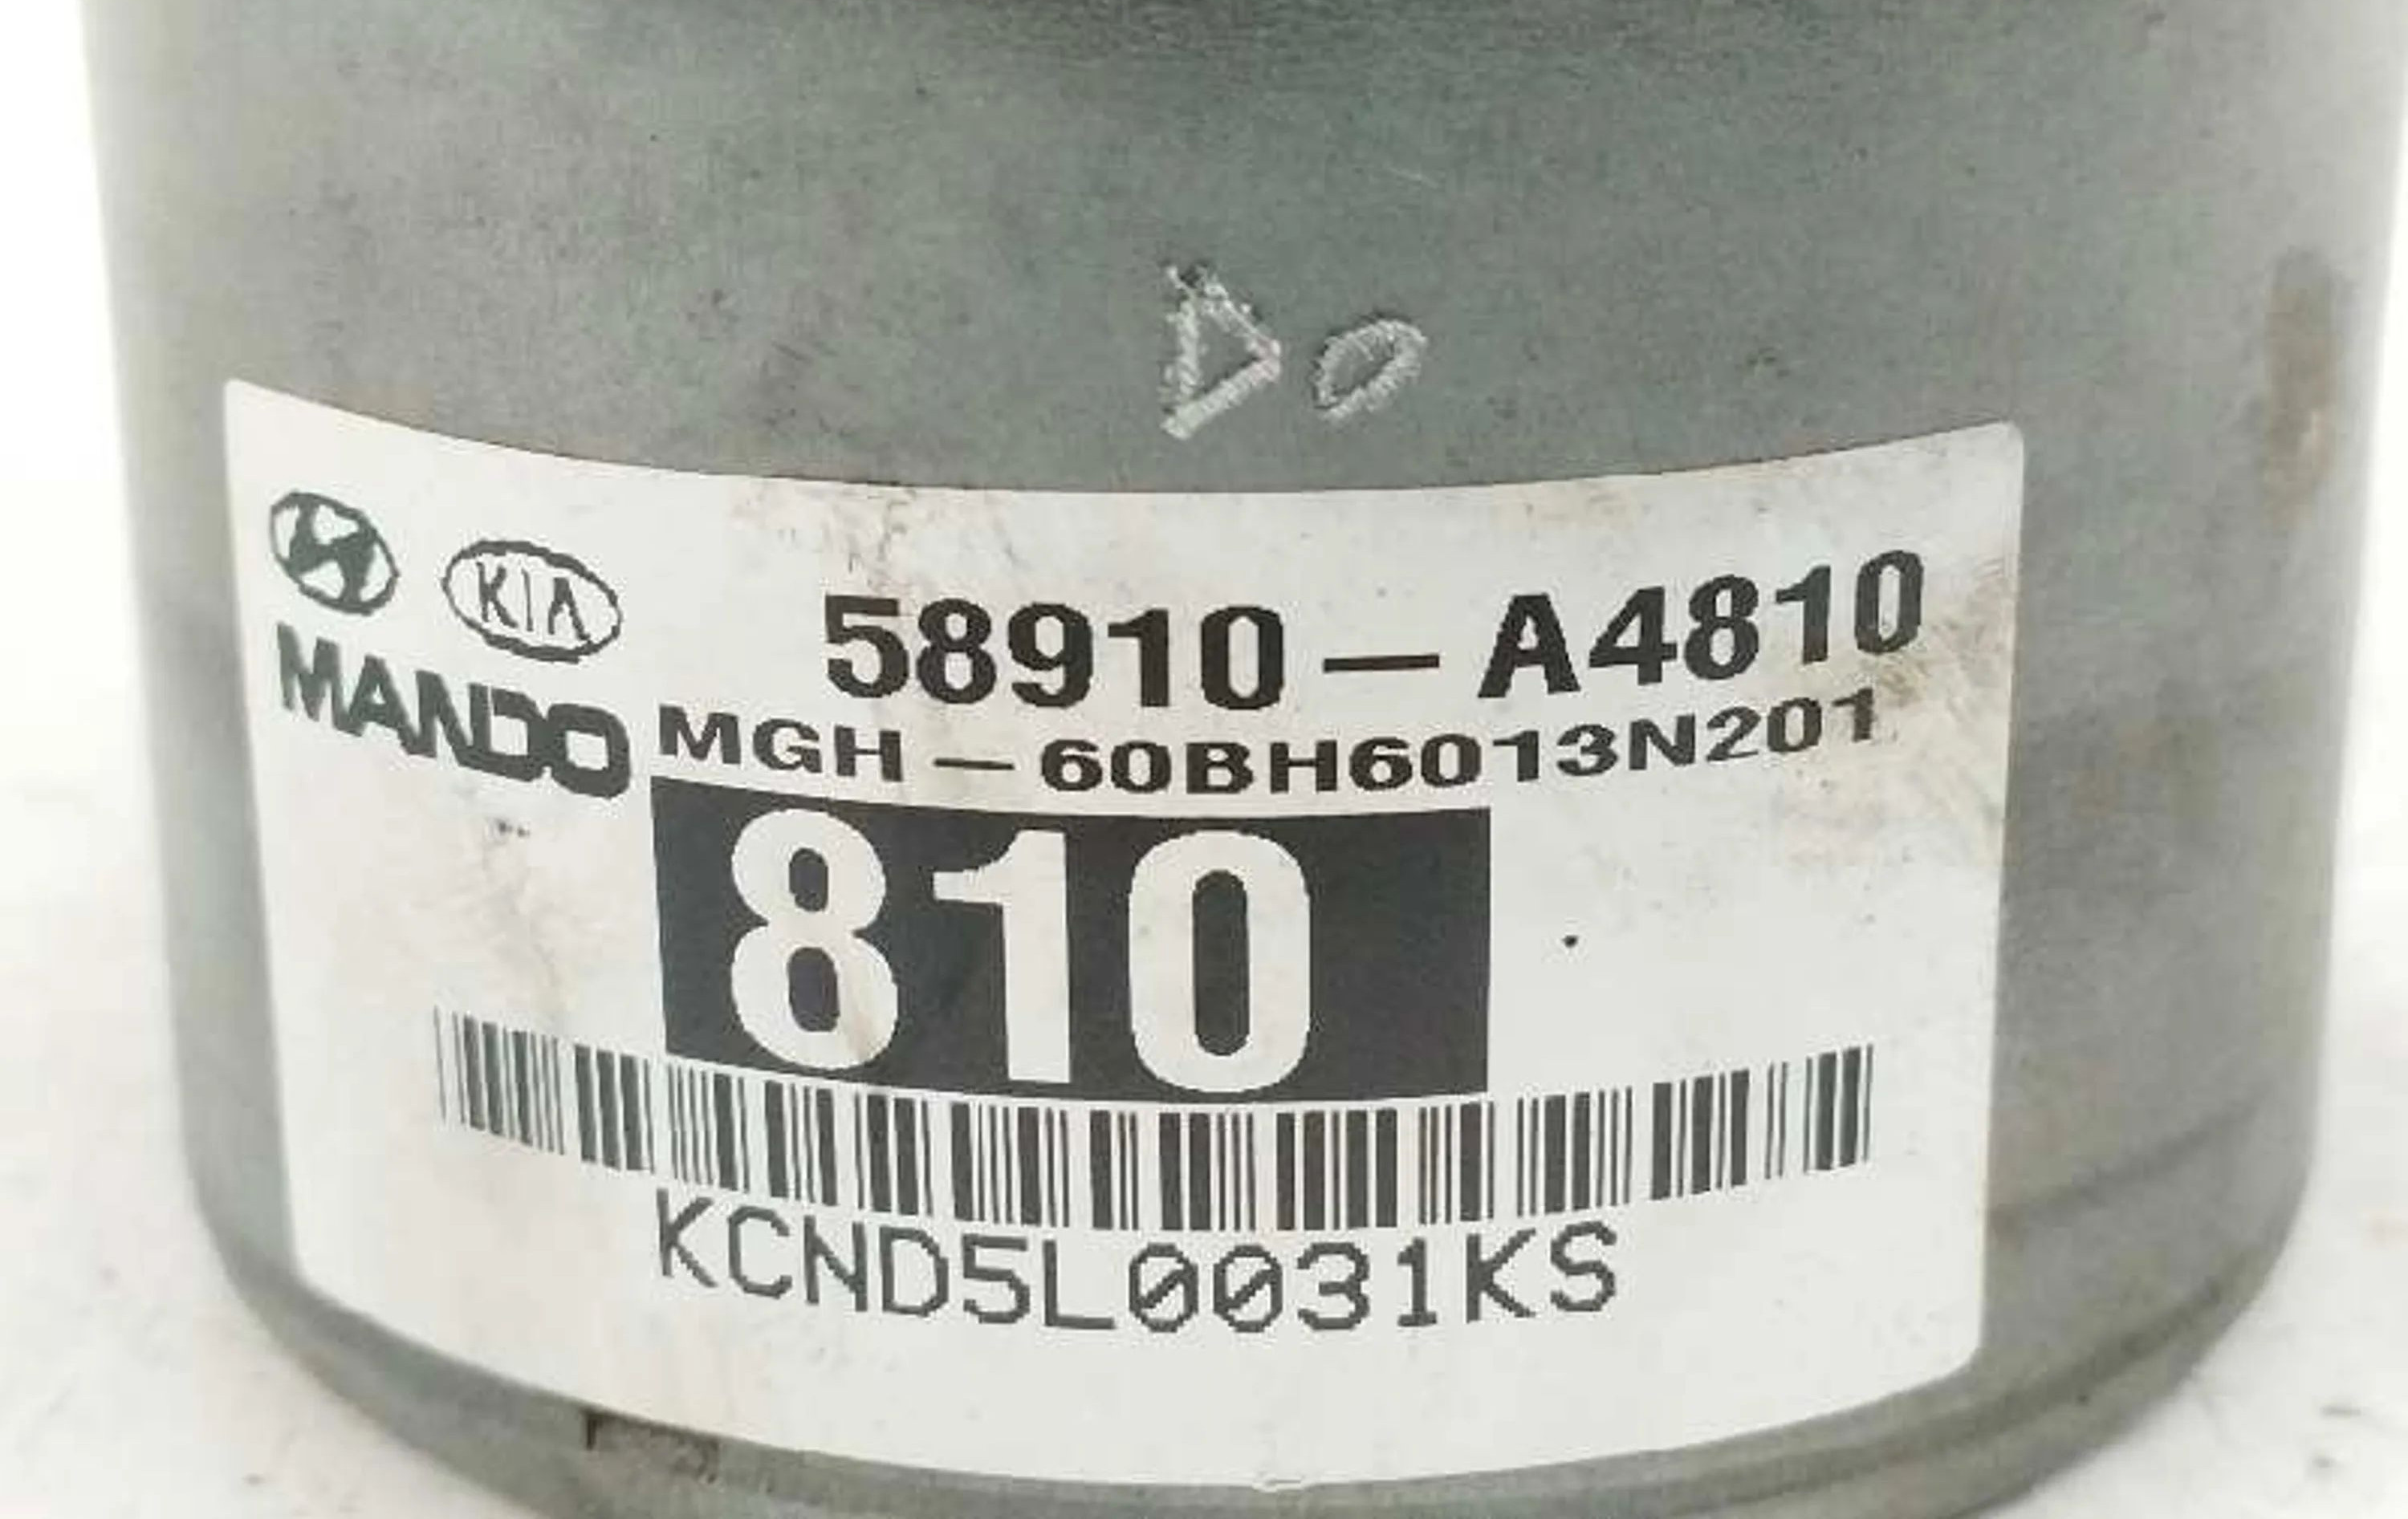 DO
KIA
58910-A4810
MANDO
MGH-60BH6013N201
810
KCND5L0031KS